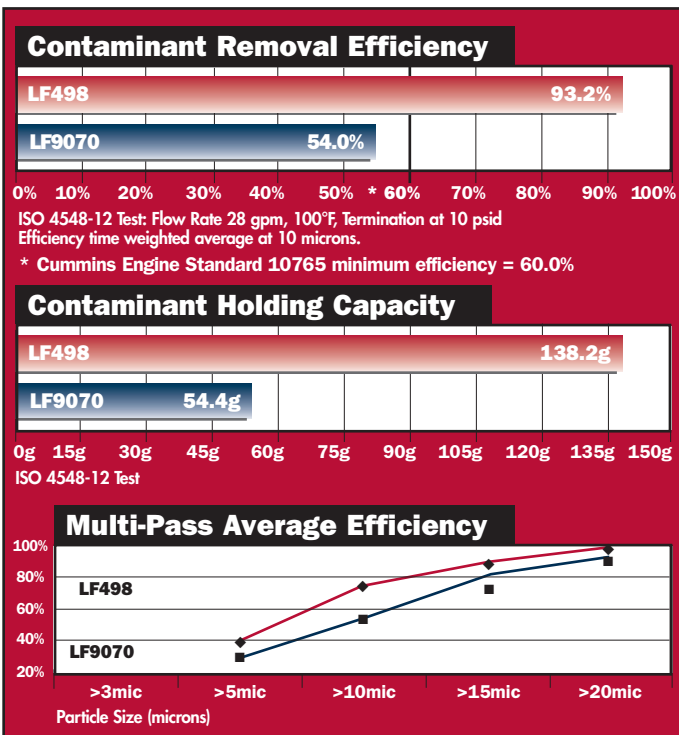 Contaminant Removal Efficiency
LF498 93.2%
LF9070 54.0%
0% 10% 20% 30% 40% 50% * 60% 70% 80% 90% 100%
ISO 4548-12 Test: Flow Rate 28 gpm, 100°F, Termination at 10 psid
Efficiency time weighted average at 10 microns.
* Cummins Engine Standard 10765 minimum efficiency = 60.0%
Contaminant Holding Capacity
LF498 138.2g
LF9070 54.4g
0g 15g 30g 45g 60g 75g 90g 105g 120g 135g 150g
ISO 4548-12 Test
Multi-Pass Average Efficiency
100%
80%
LF498
60%
40%
LF9070
20%
>3mic >5mic >10mic >15mic >20mic
Particle Size (microns)